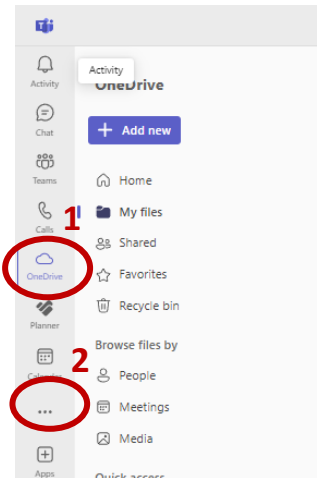 Activity
Activity
OneDrive
Chat
+ Add new
Teams
Home
1
My files
Calls
Shared
OneDrive
Favorites
Recycle bin
Planner
Browse files by
2
People
Calendar
Meetings
...
Media
Apps
Quick access